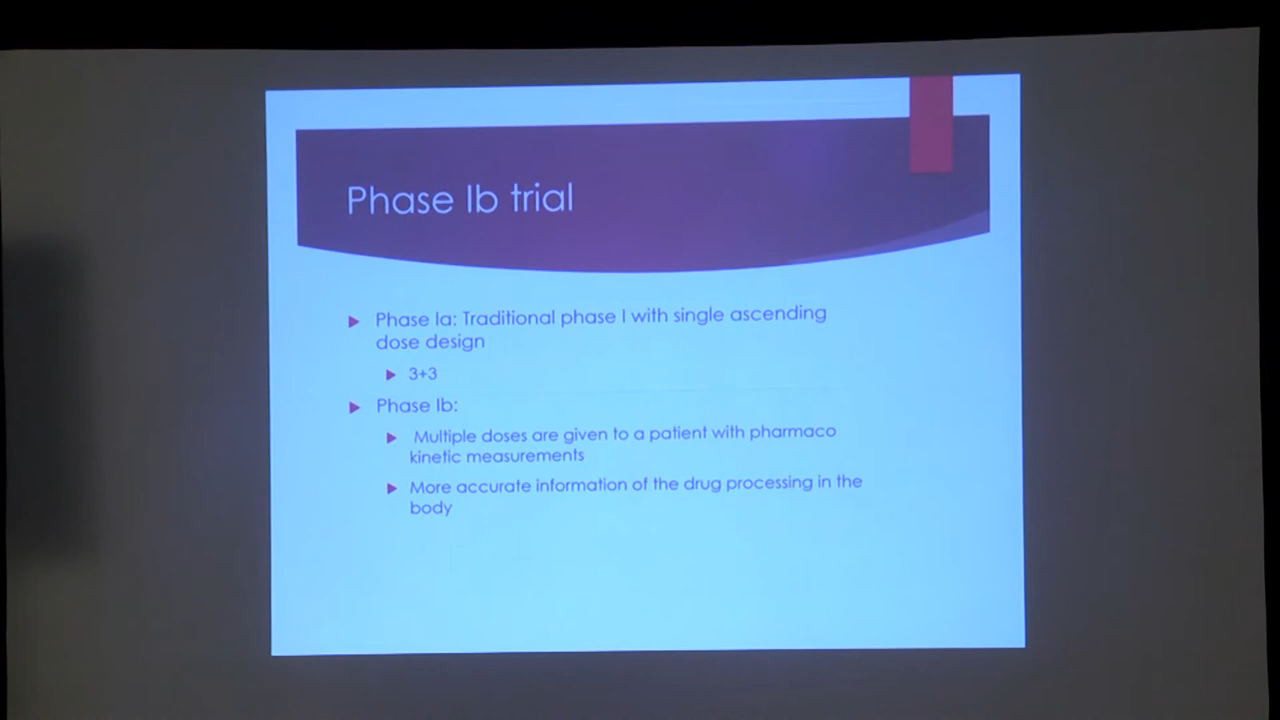 Phase Ib trial
Phase Ia: Traditional phase I with single ascending
dose design
3+3
Phase Ib:
Multiple doses are given to a patient with pharmaco
kinetic measurements
More accurate information of the drug processing in the
body